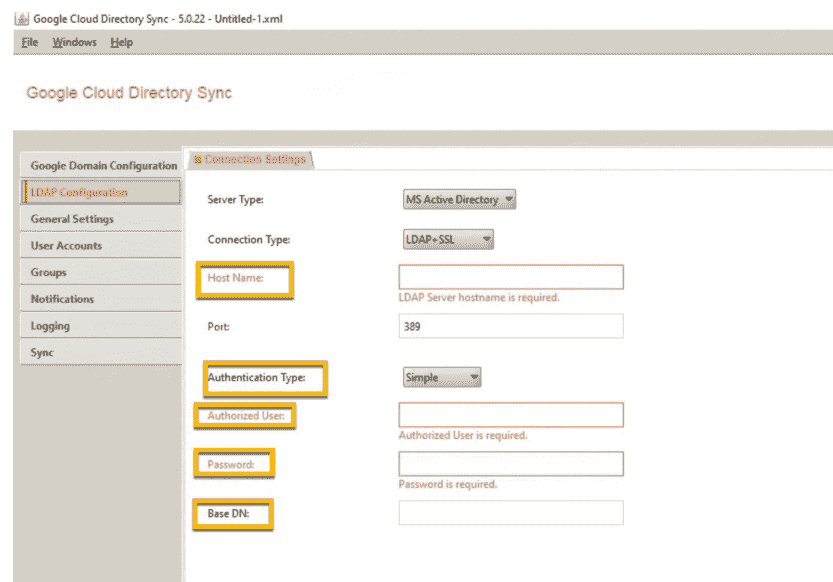 Google Cloud Directory Sync - 5.0.22 - Untitled-1.xml
File Windows Help
Google Cloud Directory Sync
Google Domain Configuration
LDAP Configuration
General Settings
User Accounts
Groups
Notifications
Logging
Sync
Connection Settings
Server Type: MS Active Directory
Connection Type: LDAP+SSL
Host Name:
LDAP Server hostname is required.
Port: 389
Authentication Type: Simple
Authorized User:
Authorized User is required.
Password:
Password is required.
Base DN: